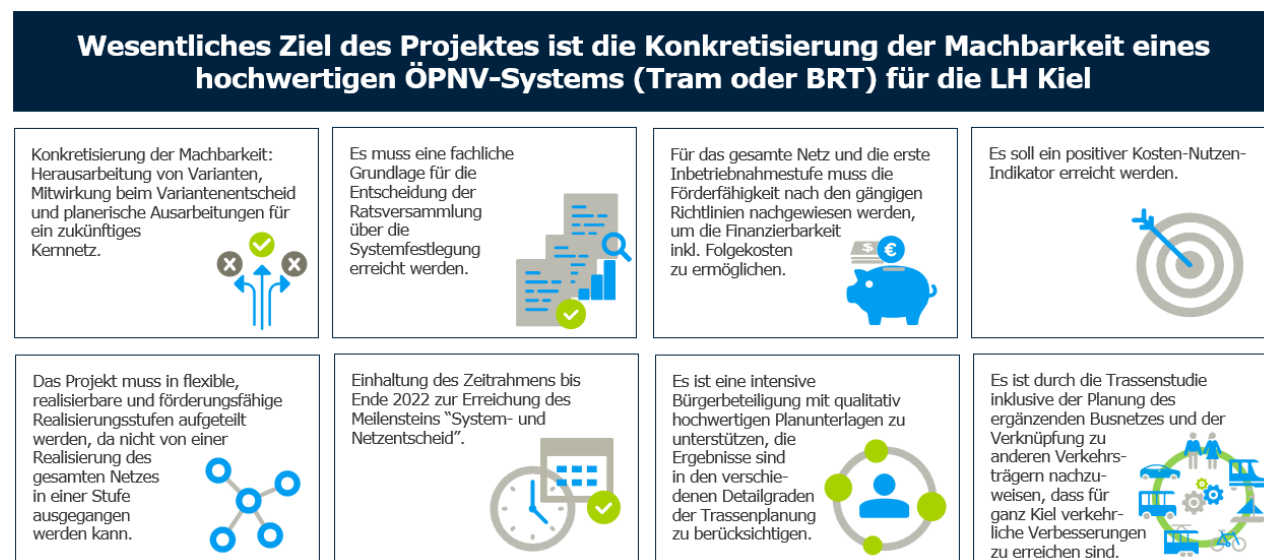 Wesentliches Ziel des Projektes ist die Konkretisierung der Machbarkeit eines
hochwertigen ÖPNV-Systems (Tram oder BRT) für die LH Kiel
Konkretisierung der Machbarkeit:
Herausarbeitung von Varianten,
Mitwirkung beim Variantenentscheid
und planerische Ausarbeitungen für
ein zukünftiges
Kernnetz.
Es muss eine fachliche
Grundlage für die
Entscheidung der
Ratsversammlung
über die
Systemfestlegung
erreicht werden.
Für das gesamte Netz und die erste
Inbetriebnahmestufe muss die
Förderfähigkeit nach den gängigen
Richtlinien nachgewiesen werden,
um die Finanzierbarkeit
inkl. Folgekosten
zu ermöglichen.
$ €
Es soll ein positiver Kosten-Nutzen-
Indikator erreicht werden.
Das Projekt muss in flexible,
realisierbare und förderungsfähige
Realisierungsstufen aufgeteilt
werden, da nicht von einer
Realisierung des
gesamten Netzes
in einer Stufe
ausgegangen
werden kann.
Einhaltung des Zeitrahmens bis
Ende 2022 zur Erreichung des
Meilensteins “System- und
Netzentscheid”.
Es ist eine intensive
Bürgerbeteiligung mit qualitativ
hochwertigen Planunterlagen zu
unterstützen, die
Ergebnisse sind
in den verschie-
denen Detailgraden
der Trassenplanung
zu berücksichtigen.
Es ist durch die Trassenstudie
inklusive der Planung des
ergänzenden Busnetzes und der
Verknüpfung zu
anderen Verkehrs-
trägern nachzu-
weisen, dass für
ganz Kiel verkehr-
liche Verbesserungen
zu erreichen sind.